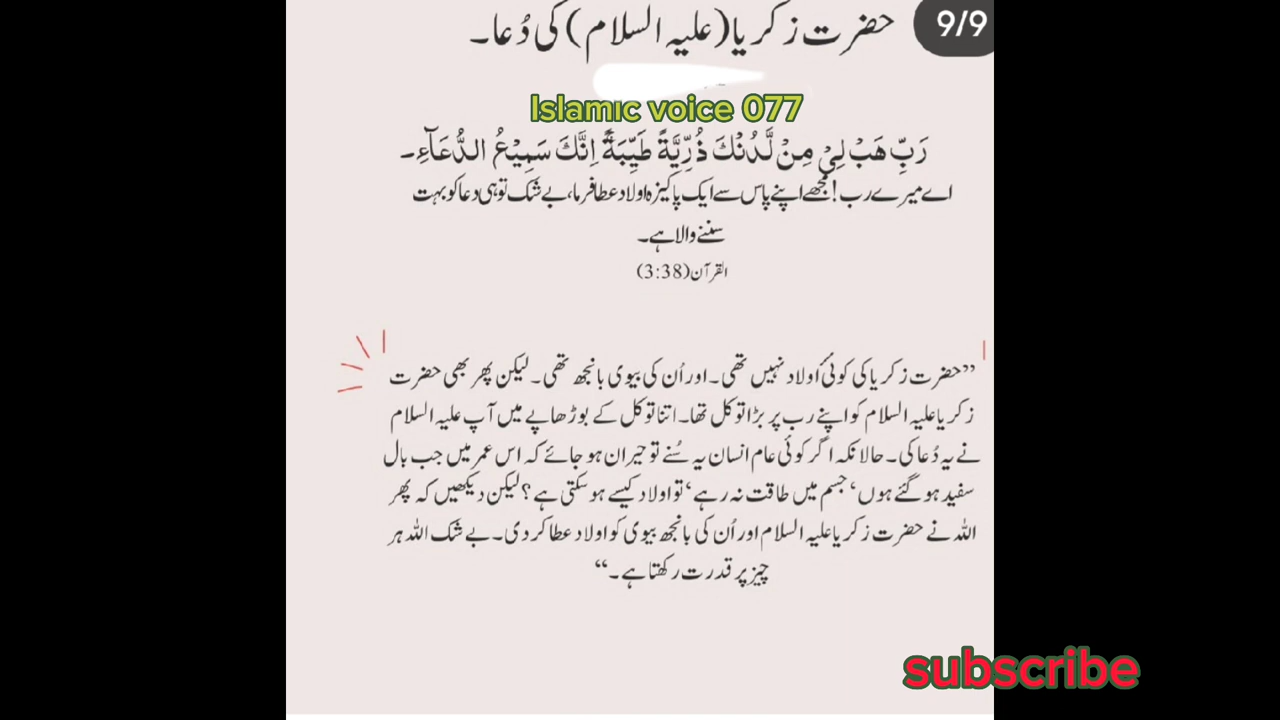 9/9
حضرت زکریا(علیہ السلام)کی دُعا۔
Islamic voice 077
رَبِّ هَبْ لِیْ مِنْ لَّدُنْكَ ذُرِّیَّةً طَیِّبَةً اِنَّكَ سَمِیْعُ الدُّعَآءِ۔
اے میرے رب!مجھے اپنے پاس سے ایک پاکیزہ اولاد عطا فرما، بے شک تو ہی دعا کو بہت
سننے والا ہے۔
القرآن(3:38)
”حضرت زکریا کی کوئی اُولاد نہیں تھی۔ اور اُن کی بیوی بانجھ تھی۔ لیکن پھر بھی حضرت
زکریا علیہ السلام کو اپنے رب پر بڑا توکل تھا۔ اتنا توکل کے بوڑھاپے میں آپ علیہ السلام
نے یہ دُعا کی۔ حالانکہ اگر کوئی عام انسان یہ سُنے تو حیران ہو جائے کہ اس عمر میں جب بال
سفید ہو گئے ہوں، جسم میں طاقت نہ رہے، تو اولاد کیسے ہو سکتی ہے؟ لیکن دیکھیں کہ پھر
اللہ نے حضرت زکریا علیہ السلام اور اُن کی بانجھ بیوی کو اولاد عطا کر دی۔ بے شک اللہ ہر
چیز پر قدرت رکھتا ہے۔“
subscribe